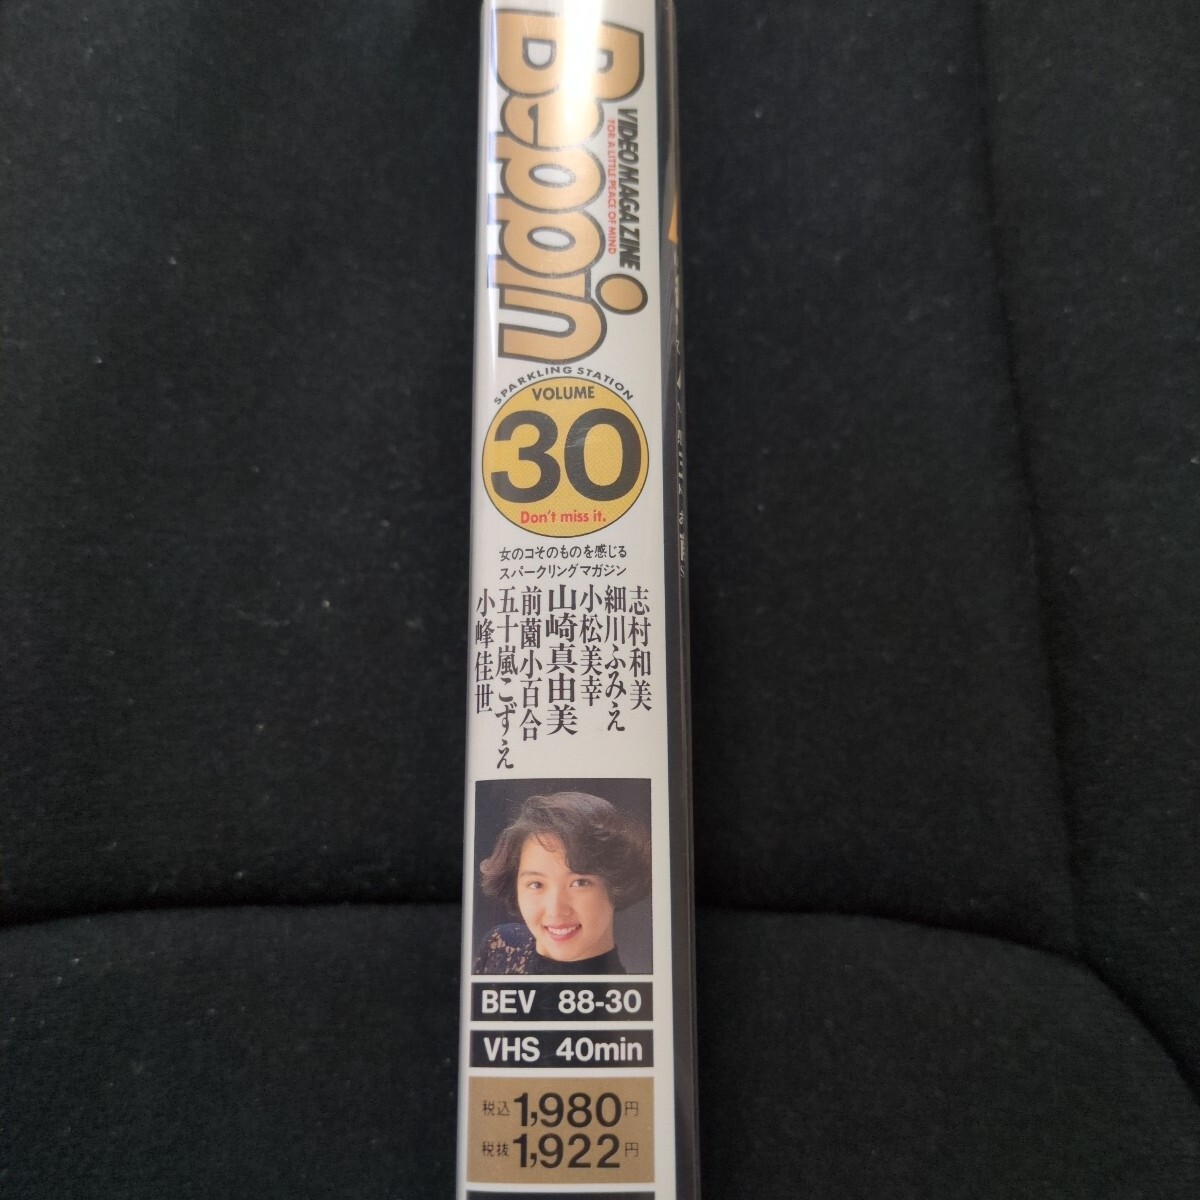 Beppin
VIDEO MAGAZINE
FOR A LITTLE PEACE OF MIND
SPARKLING STATION
VOLUME
30
Don't miss it.
女のコそのものを感じる
スパークリングマガジン
志村和美
細川ふみえ
小松美幸
山崎真由美
前薗小百合
五十嵐こずえ
小峰佳世
BEV 88-30
VHS 40min
税込1,980円
税抜1,922円